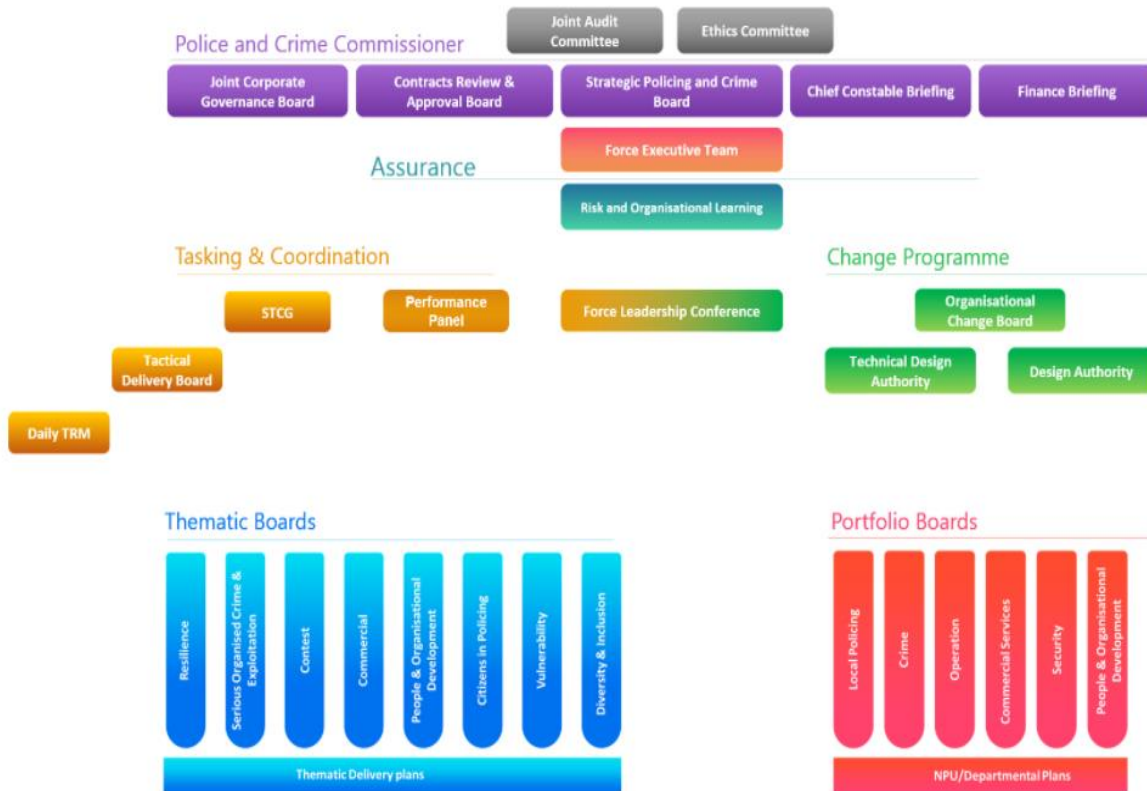 Joint Audit
Committee
Ethics Committee
Police and Crime Commissioner
Joint Corporate
Governance Board
Contracts Review &
Approval Board
Strategic Policing and Crime
Board
Chief Constable Briefing
Finance Briefing
Force Executive Team
Assurance
Risk and Organisational Learning
Tasking & Coordination
Change Programme
STCG
Performance
Panel
Force Leadership Conference
Organisational
Change Board
Tactical
Delivery Board
Technical Design
Authority
Design Authority
Daily TRM
Thematic Boards
Portfolio Boards
Resilience
Serious Organised Crime &
Exploitation
Contest
Commercial
People & Organisational
Development
Citizens in Policing
Vulnerability
Diversity & Inclusion
Local Policing
Crime
Operation
Commercial Services
Security
People & Organisational
Development
Thematic Delivery plans
NPU/Departmental Plans